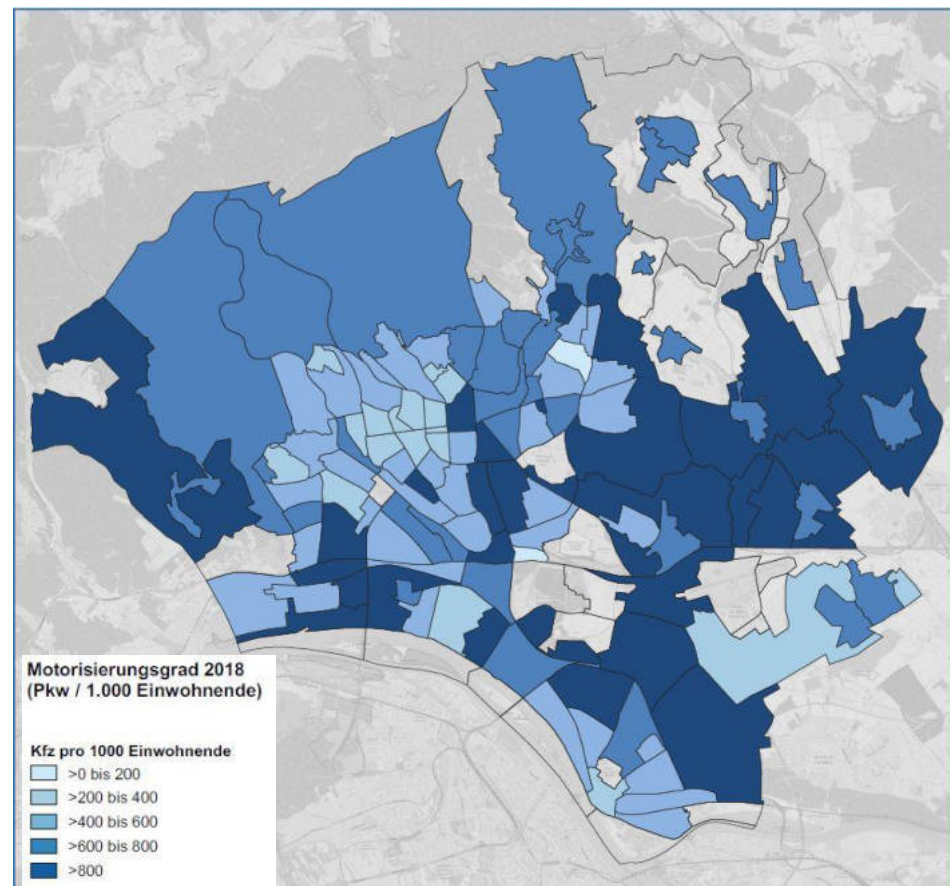 Motorisierungsgrad 2018
(Pkw / 1.000 Einwohnende)
Kfz pro 1000 Einwohnende
>0 bis 200
>200 bis 400
>400 bis 600
>600 bis 800
>800